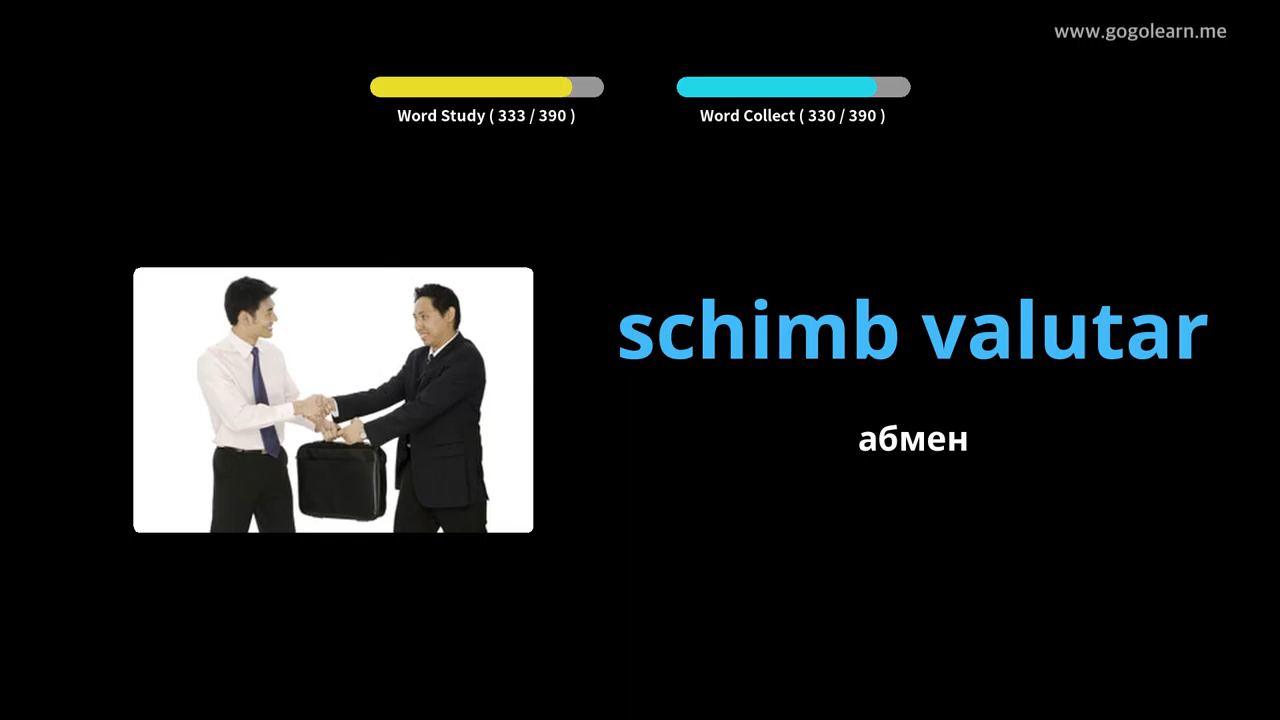 www.gogolearn.me
Word Study ( 333 / 390 )
Word Collect ( 330 / 390 )
schimb valutar
абмен